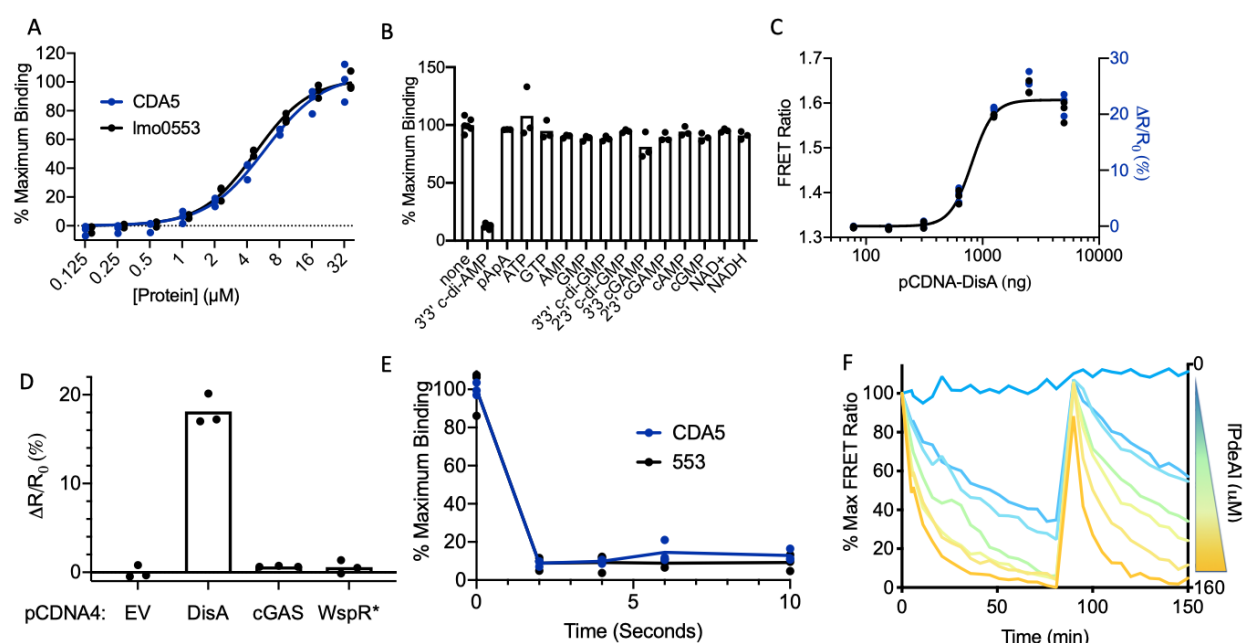 A
% Maximum Binding
120
100
80
60
40
20
0
CDA5
lmo0553
0.125
0.25
0.5
1
2
4
8
16
32
[Protein] (μM)
B
% Maximum Binding
150
100
50
0
none
3'3' c-di-AMP
pApA
ATP
GTP
AMP
GMP
3'3' c-di-GMP
2'3' c-di-GMP
3'3 cGAMP
2'3' cGAMP
cAMP
cGMP
NAD+
NADH
C
FRET Ratio
1.7
1.6
1.5
1.4
1.3
30
20
10
0
ΔR/R₀ (%)
100
1000
10000
pCDNA-DisA (ng)
D
ΔR/R₀ (%)
20
10
0
pCDNA4: EV DisA cGAS WspR*
E
% Maximum Binding
100
80
60
40
20
0
CDA5
553
0
5
10
Time (Seconds)
F
% Max FRET Ratio
100
80
60
40
20
0
0
50
100
150
Time (min)
0
[PdeA] (μM)
160